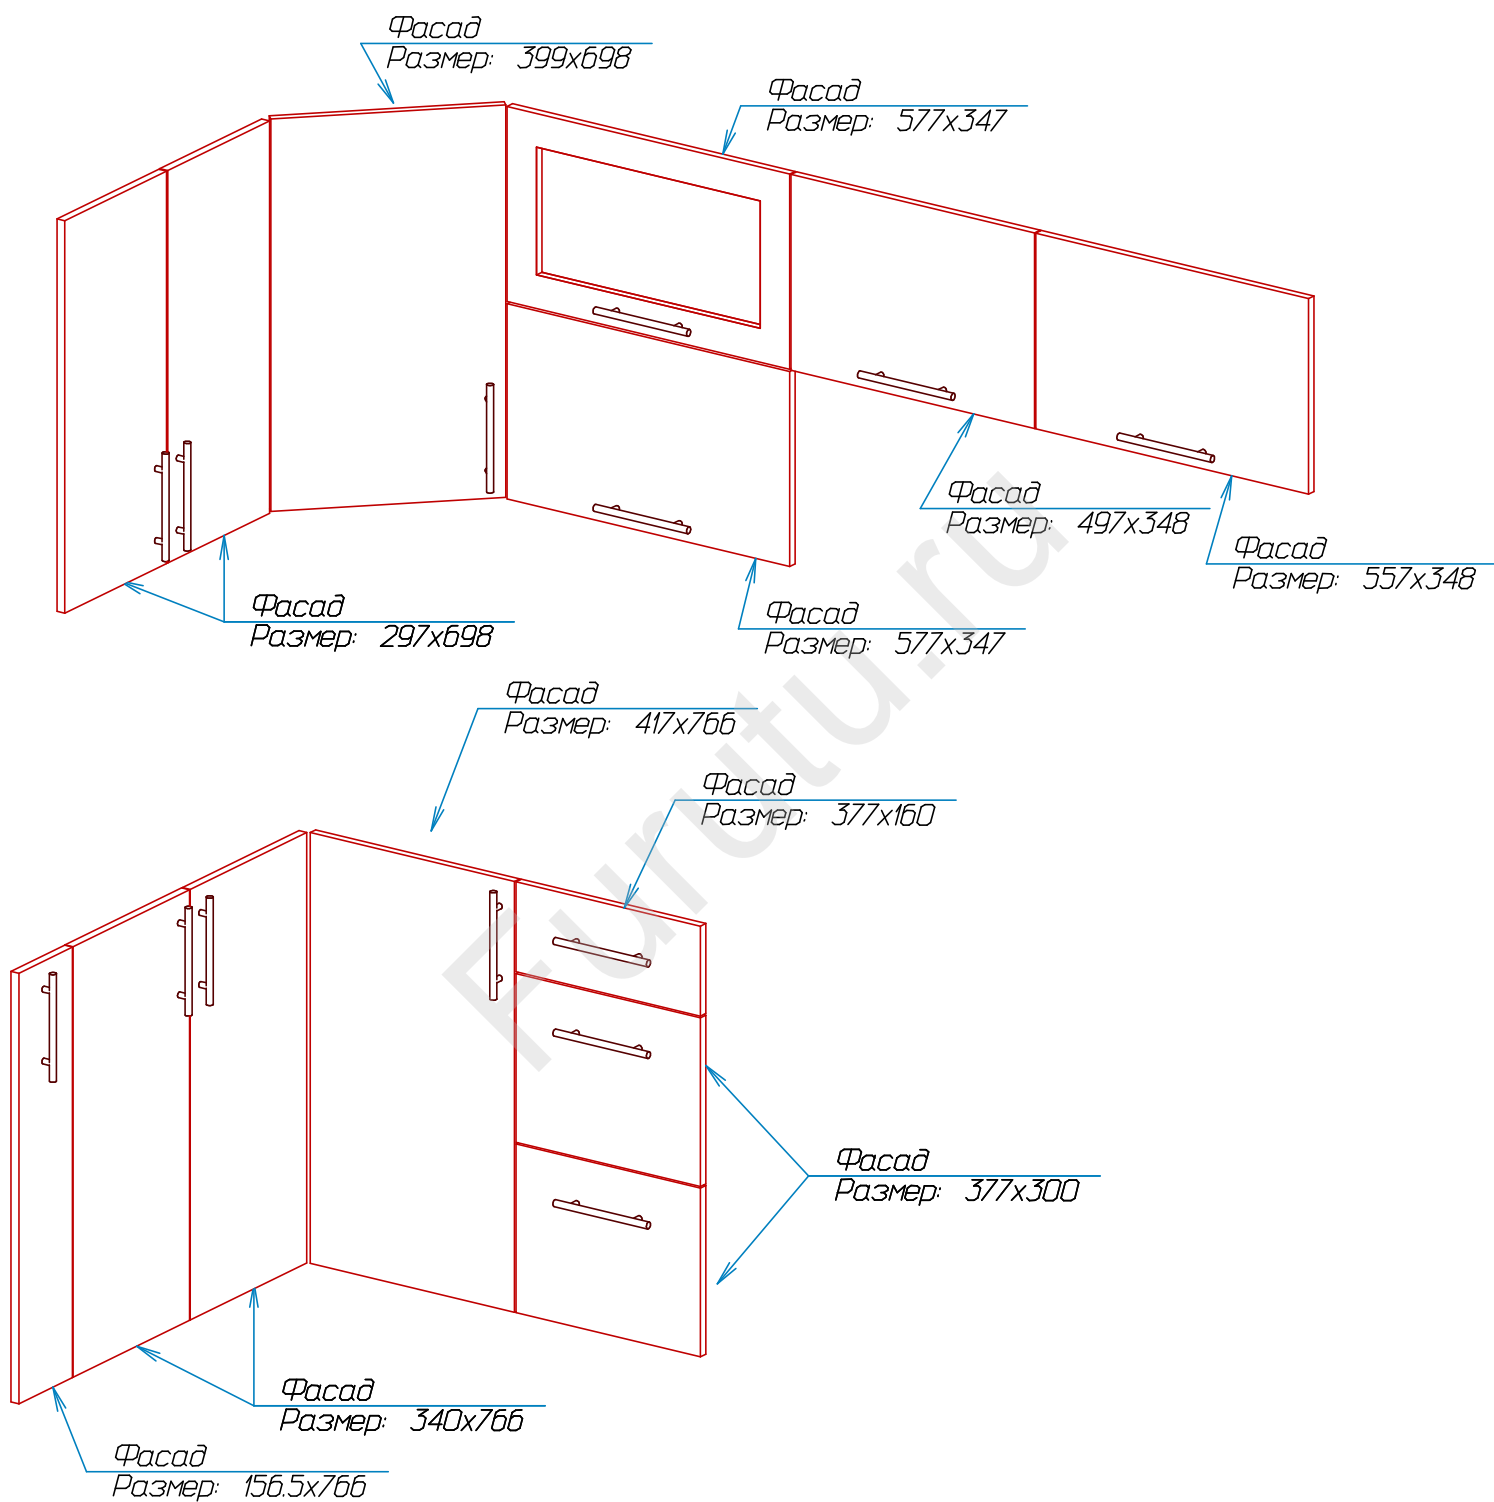 Фасад
Размер: 399x698
Фасад
Размер: 577x347
Фасад
Размер: 497x348
Фасад
Размер: 557x348
Фасад
Размер: 297x698
Фасад
Размер: 577x347
Фасад
Размер: 417x766
Фасад
Размер: 377x160
Фасад
Размер: 377x300
Фасад
Размер: 340x766
Фасад
Размер: 156.5x766
Furutu.ru